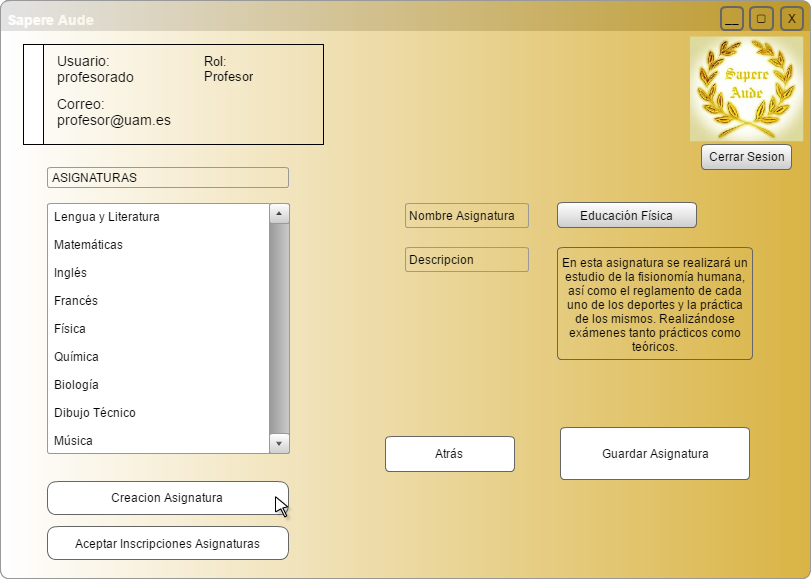 Sapere Aude
__ □ X
Usuario:
profesorado
Rol:
Profesor
Correo:
profesor@uam.es
Sapere
Aude
Cerrar Sesion
ASIGNATURAS
Lengua y Literatura
Matemáticas
Inglés
Francés
Física
Química
Biología
Dibujo Técnico
Música
Nombre Asignatura
Educación Física
Descripcion
En esta asignatura se realizará un
estudio de la fisionomía humana,
así como el reglamento de cada
uno de los deportes y la práctica
de los mismos. Realizándose
exámenes tanto prácticos como
teóricos.
Atrás
Guardar Asignatura
Creacion Asignatura
Aceptar Inscripciones Asignaturas